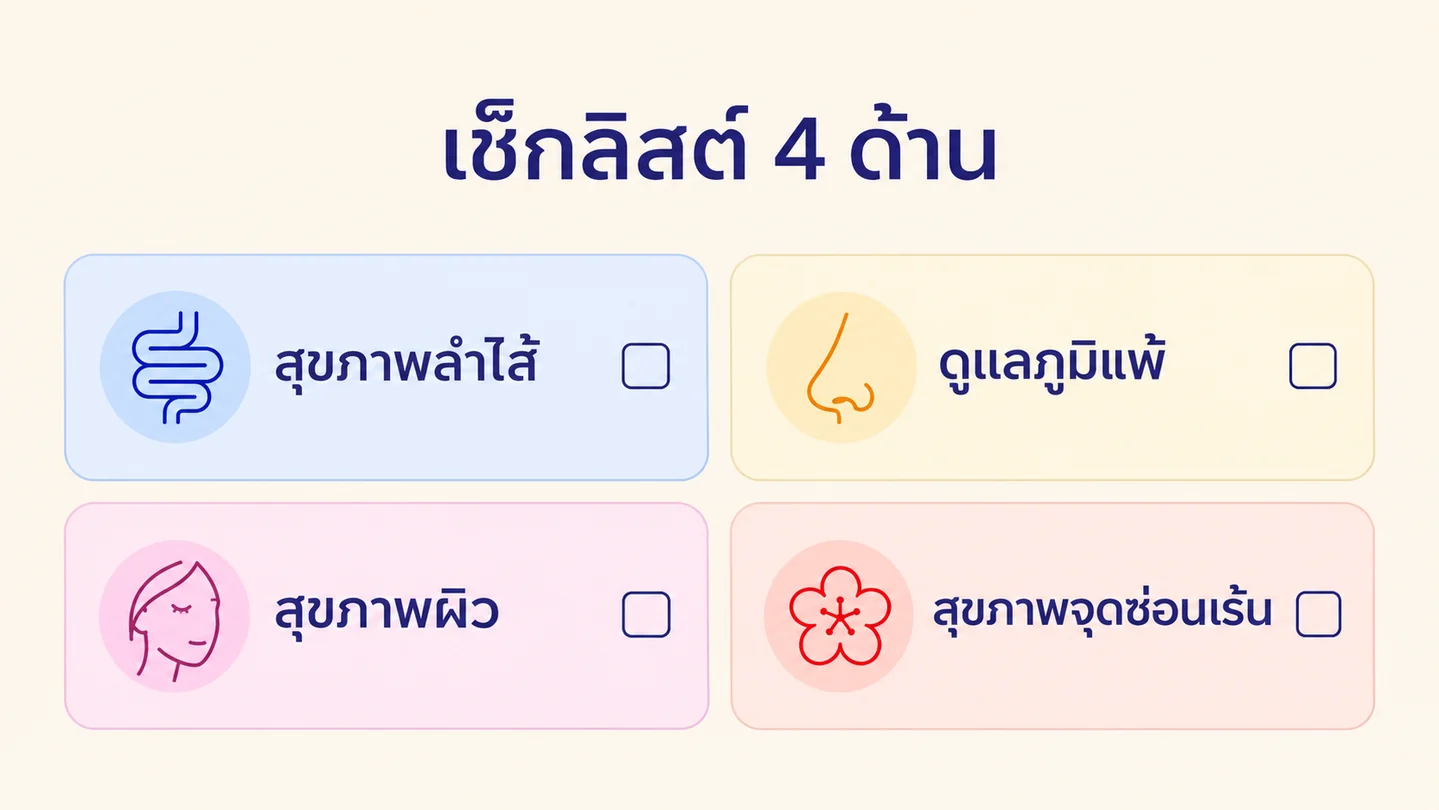 เช็กลิสต์ 4 ด้าน
สุขภาพลำไส้
ดูแลภูมิแพ้
สุขภาพผิว
สุขภาพจุดซ่อนเร้น